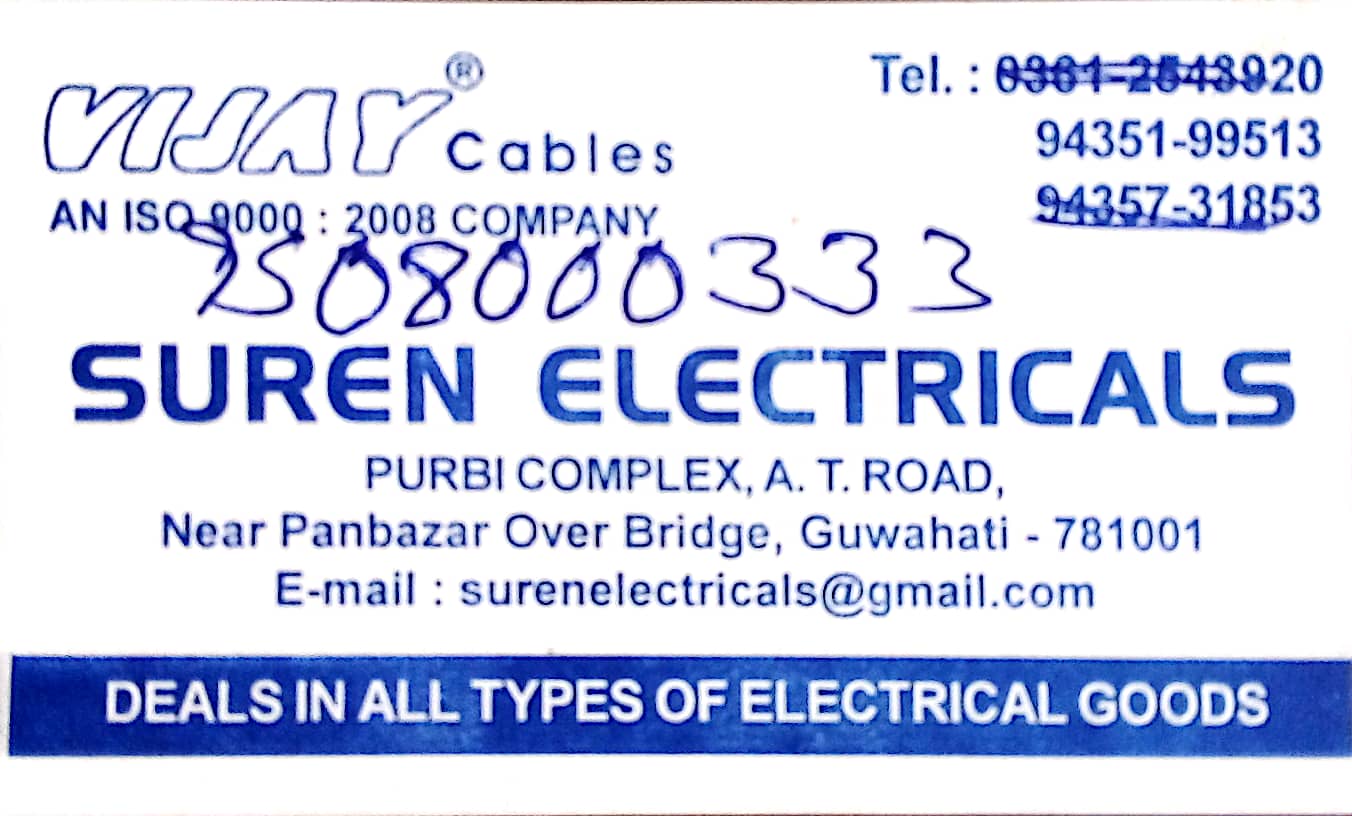 VIJAY® Cables
AN ISO 9000 : 2008 COMPANY
Tel. : 0361-2543920
94351-99513
94357-31853
7508000333
SUREN ELECTRICALS
PURBI COMPLEX, A. T. ROAD,
Near Panbazar Over Bridge, Guwahati - 781001
E-mail : surenelectricals@gmail.com
DEALS IN ALL TYPES OF ELECTRICAL GOODS